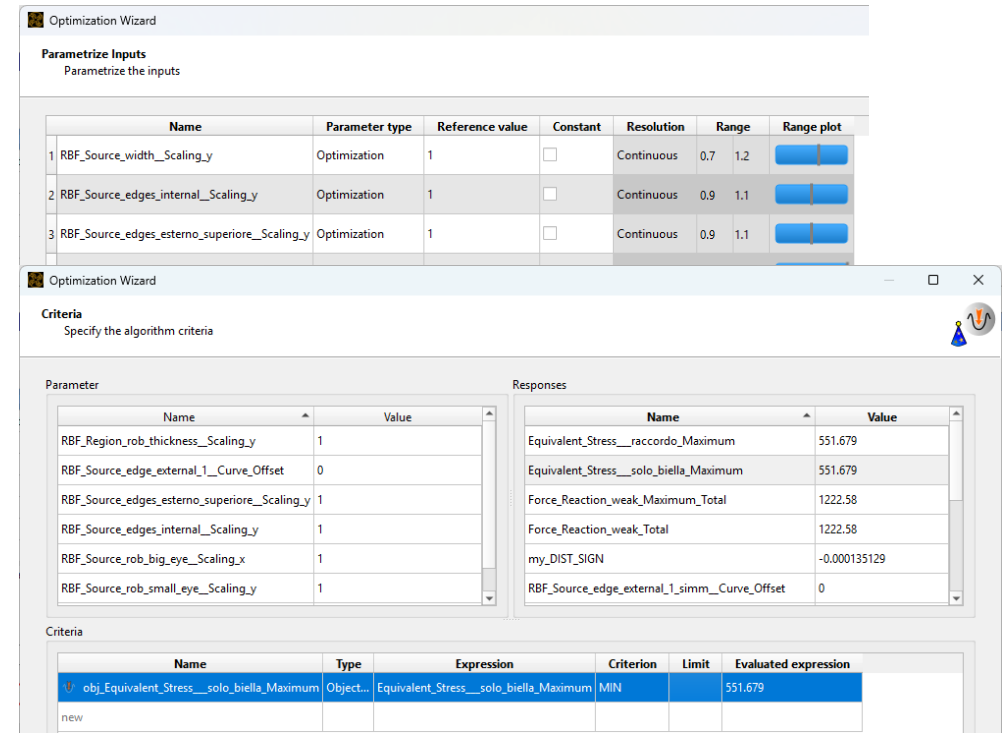 Optimization Wizard
Parametrize Inputs
Parametrize the inputs
Name Parameter type Reference value Constant Resolution Range Range plot
1 RBF_Source_width__Scaling_y Optimization 1 Continuous 0.7 1.2
2 RBF_Source_edges_internal__Scaling_y Optimization 1 Continuous 0.9 1.1
3 RBF_Source_edges_esterno_superiore__Scaling_y Optimization 1 Continuous 0.9 1.1
Optimization Wizard
Criteria
Specify the algorithm criteria
Parameter Responses
Name Value Name Value
RBF_Region_rob_thickness__Scaling_y 1 Equivalent_Stress___raccordo_Maximum 551.679
RBF_Source_edge_external_1__Curve_Offset 0 Equivalent_Stress___solo_biella_Maximum 551.679
RBF_Source_edges_esterno_superiore__Scaling_y 1 Force_Reaction_weak_Maximum_Total 1222.58
RBF_Source_edges_internal__Scaling_y 1 Force_Reaction_weak_Total 1222.58
RBF_Source_rob_big_eye__Scaling_x 1 my_DIST_SIGN -0.000135129
RBF_Source_rob_small_eye__Scaling_y 1 RBF_Source_edge_external_1_simm__Curve_Offset 0
Criteria
Name Type Expression Criterion Limit Evaluated expression
obj_Equivalent_Stress___solo_biella_Maximum Object... Equivalent_Stress___solo_biella_Maximum MIN 551.679
new